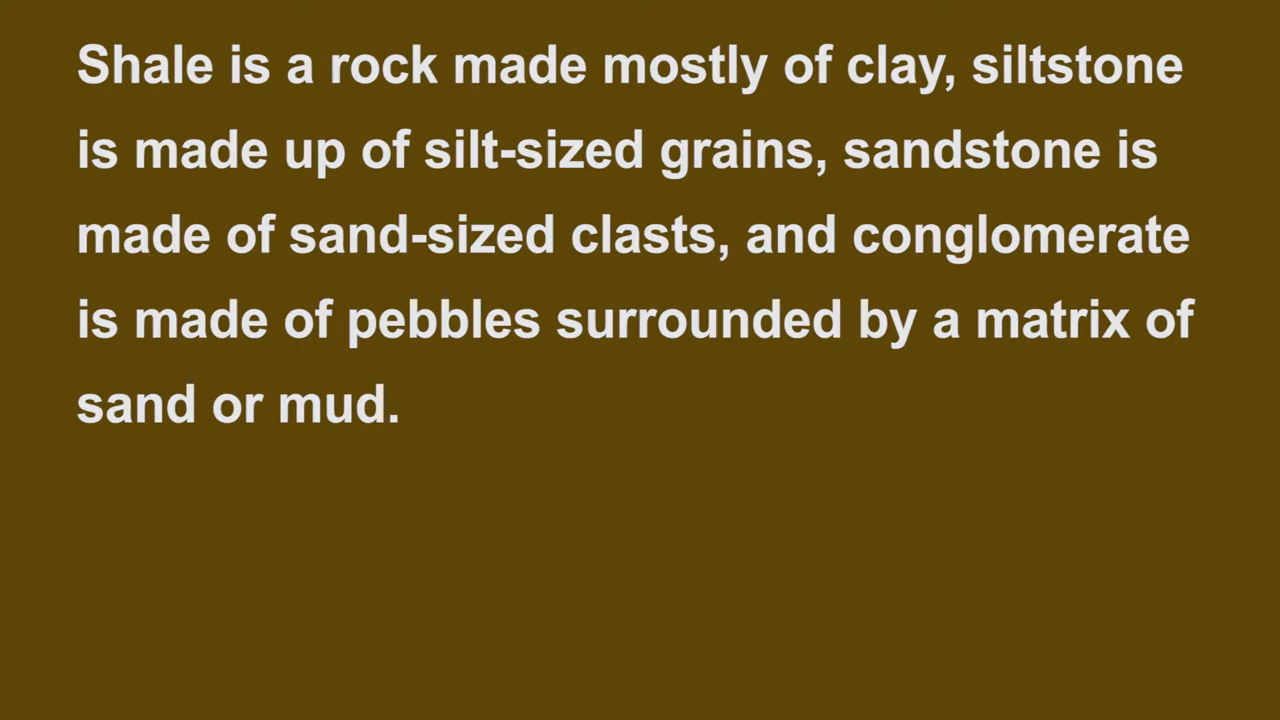 Shale is a rock made mostly of clay, siltstone
is made up of silt-sized grains, sandstone is
made of sand-sized clasts, and conglomerate
is made of pebbles surrounded by a matrix of
sand or mud.